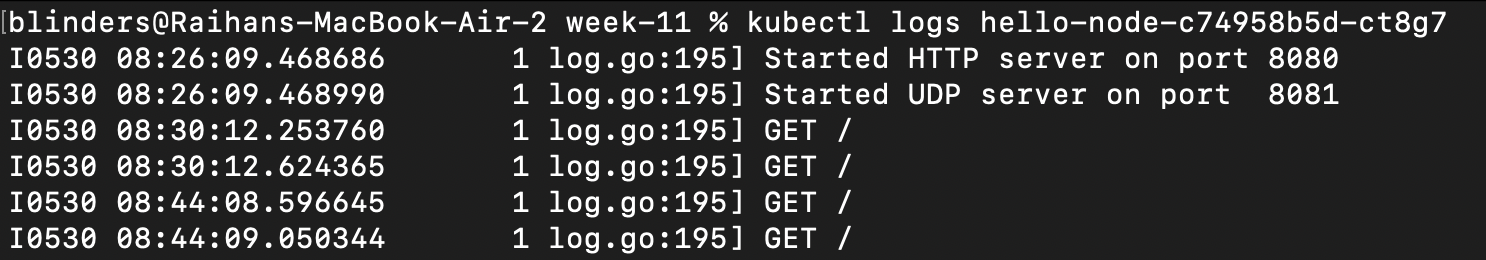 [blinders@Raihans-MacBook-Air-2 week-11 % kubectl logs hello-node-c74958b5d-ct8g7
I0530 08:26:09.468686       1 log.go:195] Started HTTP server on port 8080
I0530 08:26:09.468990       1 log.go:195] Started UDP server on port  8081
I0530 08:30:12.253760       1 log.go:195] GET /
I0530 08:30:12.624365       1 log.go:195] GET /
I0530 08:44:08.596645       1 log.go:195] GET /
I0530 08:44:09.050344       1 log.go:195] GET /